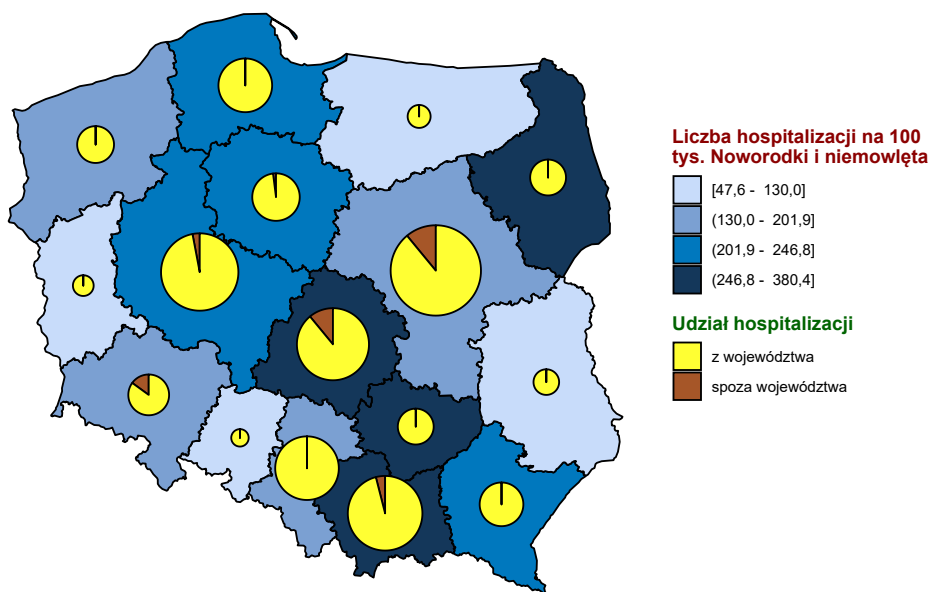 Liczba hospitalizacji na 100
tys. Noworodki i niemowlęta
[47,6 - 130,0]
(130,0 - 201,9]
(201,9 - 246,8]
(246,8 - 380,4]
Udział hospitalizacji
z województwa
spoza województwa